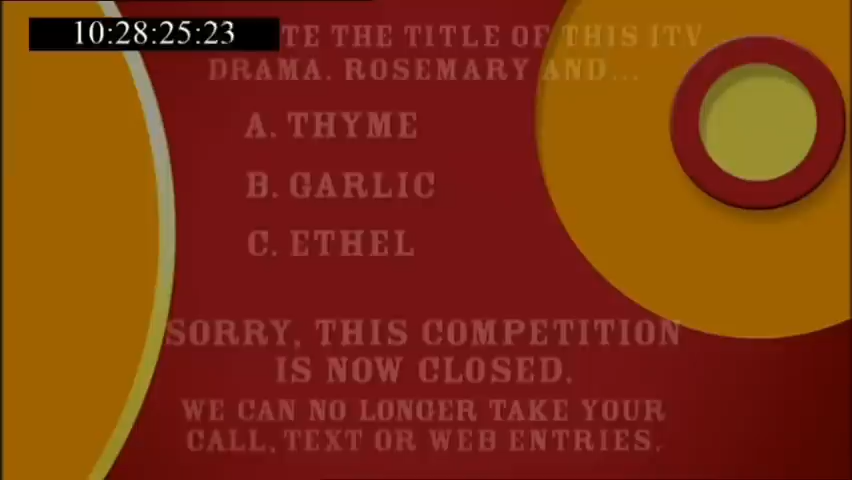 10:28:25:23
TE THE TITLE OF THIS ITV
DRAMA. ROSEMARY AND...
A. THYME
B. GARLIC
C. ETHEL
SORRY, THIS COMPETITION
IS NOW CLOSED.
WE CAN NO LONGER TAKE YOUR
CALL, TEXT OR WEB ENTRIES.